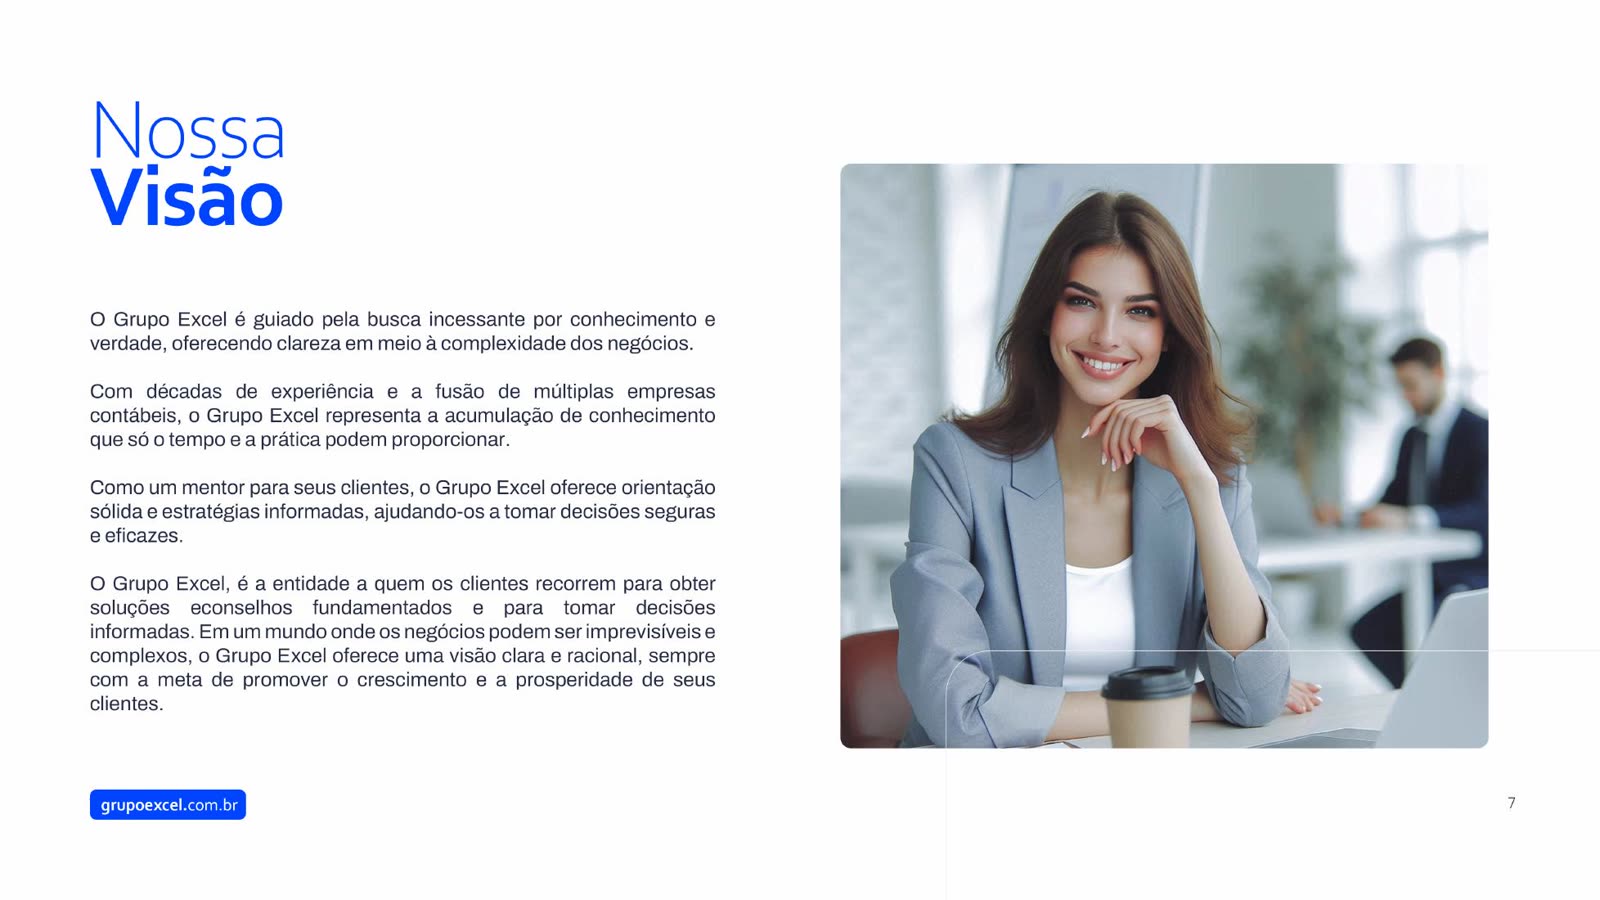 Nossa
Visão
O Grupo Excel é guiado pela busca incessante por conhecimento e
verdade, oferecendo clareza em meio à complexidade dos negócios.
Com décadas de experiência e a fusão de múltiplas empresas
contábeis, o Grupo Excel representa a acumulação de conhecimento
que só o tempo e a prática podem proporcionar.
Como um mentor para seus clientes, o Grupo Excel oferece orientação
sólida e estratégias informadas, ajudando-os a tomar decisões seguras
e eficazes.
O Grupo Excel, é a entidade a quem os clientes recorrem para obter
soluções econselhos fundamentados e para tomar decisões
informadas. Em um mundo onde os negócios podem ser imprevisíveis e
complexos, o Grupo Excel oferece uma visão clara e racional, sempre
com a meta de promover o crescimento e a prosperidade de seus
clientes.
grupoexcel.com.br
7